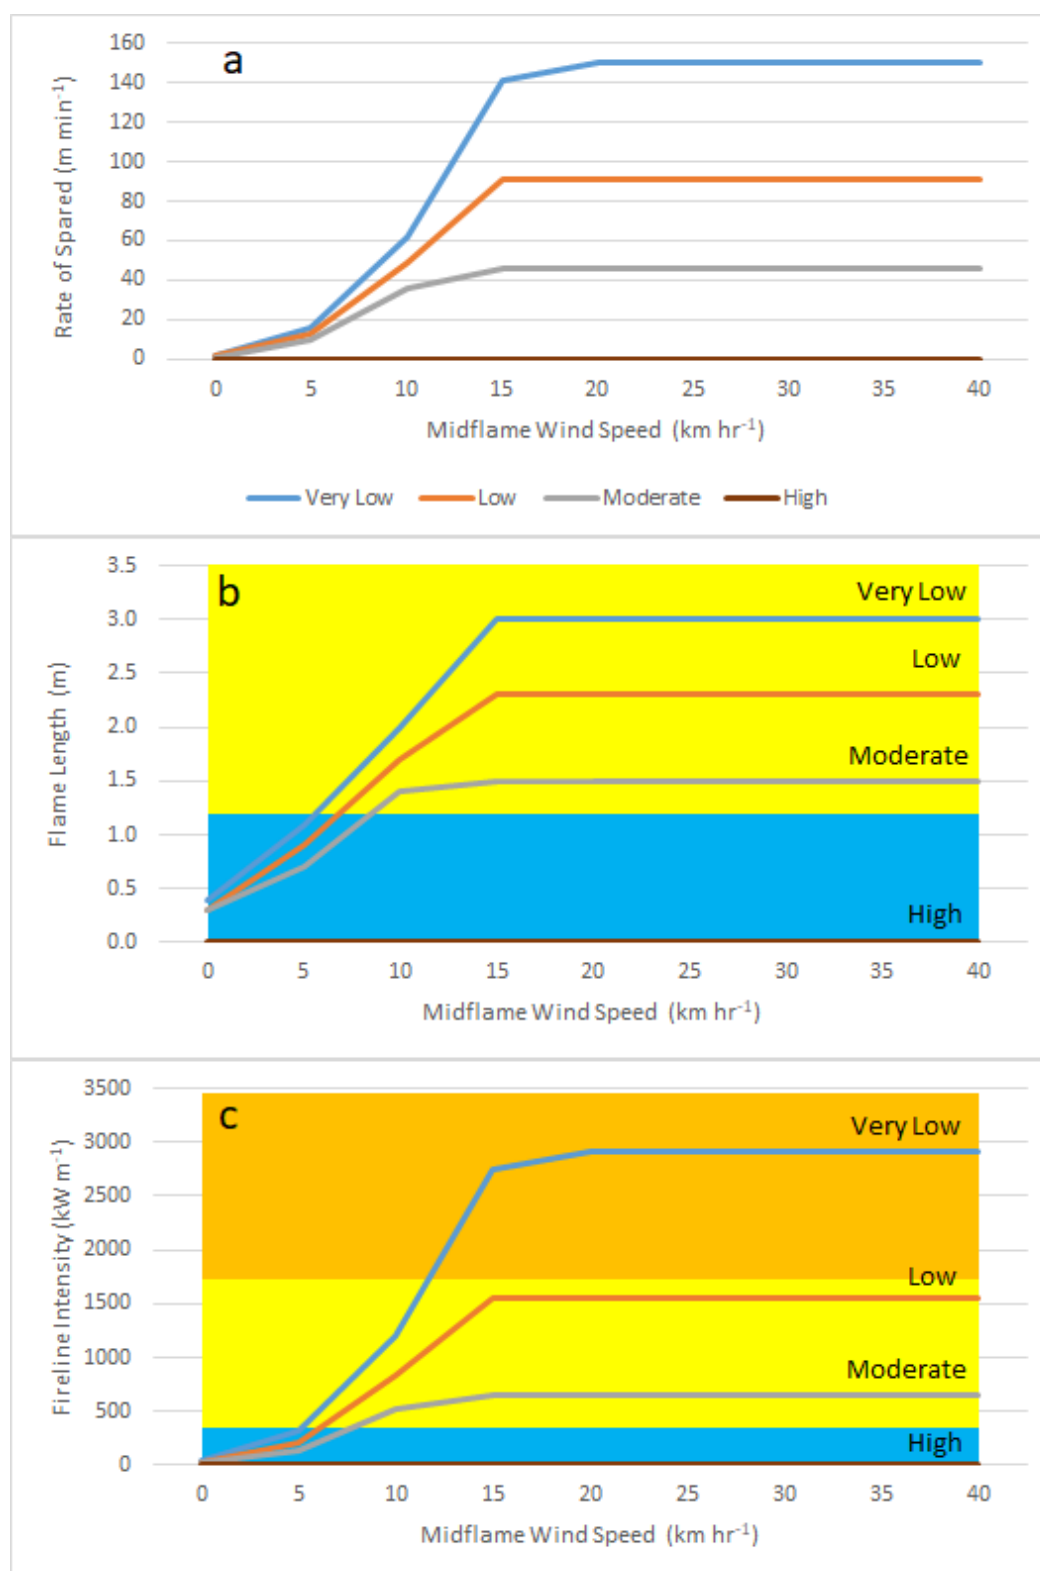 a
160
140
120
100
80
60
40
20
0
Rate of Spared (m min⁻¹)
0 5 10 15 20 25 30 35 40
Midflame Wind Speed (km hr⁻¹)
Very Low Low Moderate High
b
3.5
3.0
2.5
2.0
1.5
1.0
0.5
0.0
Flame Length (m)
Very Low
Low
Moderate
High
0 5 10 15 20 25 30 35 40
Midflame Wind Speed (km hr⁻¹)
c
3500
3000
2500
2000
1500
1000
500
0
Fireline Intensity (kW m⁻¹)
Very Low
Low
Moderate
High
0 5 10 15 20 25 30 35 40
Midflame Wind Speed (km hr⁻¹)